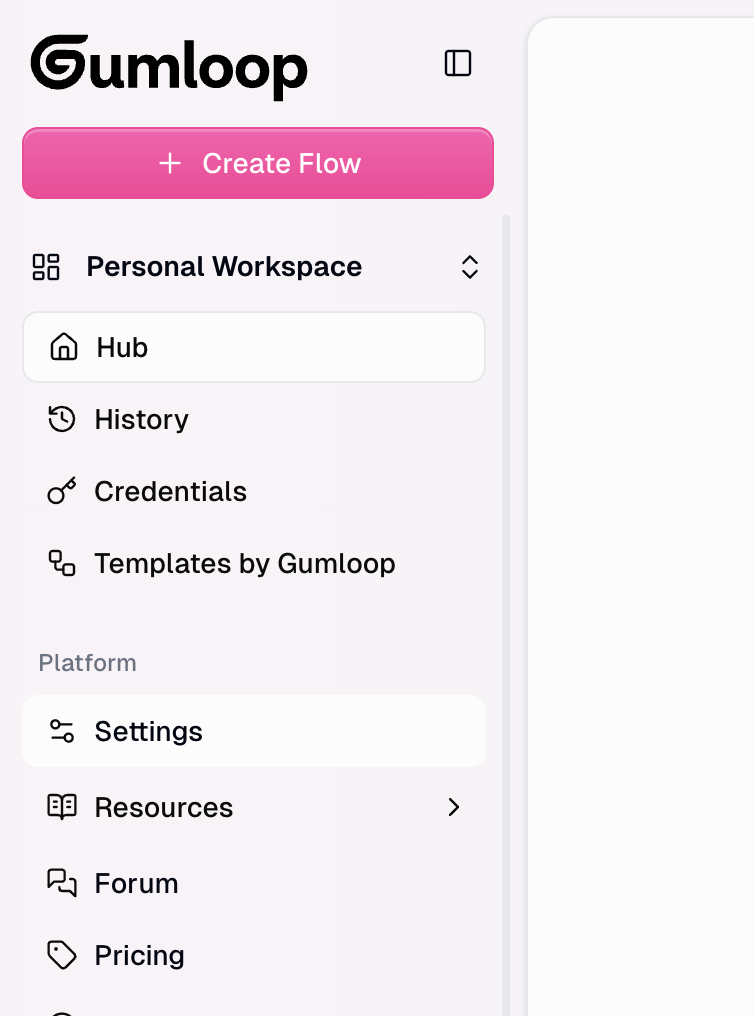 Gumloop
Create Flow
Personal Workspace
Hub
History
Credentials
Templates by Gumloop
Platform
Settings
Resources
Forum
Pricing